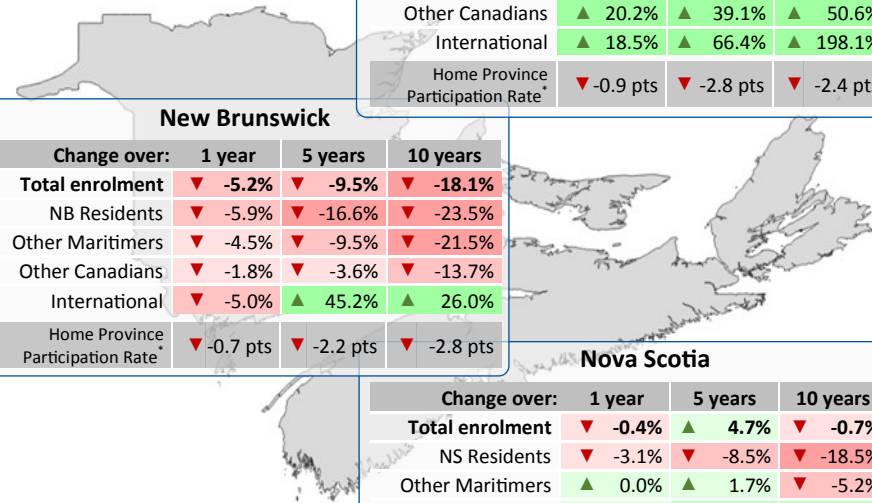 Other Canadians ▲ 20.2% ▲ 39.1% ▲ 50.6%
International ▲ 18.5% ▲ 66.4% ▲ 198.1%
Home Province
Participation Rate* ▼ -0.9 pts ▼ -2.8 pts ▼ -2.4 pts
New Brunswick
Change over: 1 year 5 years 10 years
Total enrolment ▼ -5.2% ▼ -9.5% ▼ -18.1%
NB Residents ▼ -5.9% ▼ -16.6% ▼ -23.5%
Other Maritimers ▼ -4.5% ▼ -9.5% ▼ -21.5%
Other Canadians ▼ -1.8% ▼ -3.6% ▼ -13.7%
International ▼ -5.0% ▲ 45.2% ▲ 26.0%
Home Province
Participation Rate* ▼ -0.7 pts ▼ -2.2 pts ▼ -2.8 pts
Nova Scotia
Change over: 1 year 5 years 10 years
Total enrolment ▼ -0.4% ▲ 4.7% ▼ -0.7%
NS Residents ▼ -3.1% ▼ -8.5% ▼ -18.5%
Other Maritimers ▲ 0.0% ▲ 1.7% ▼ -5.2%